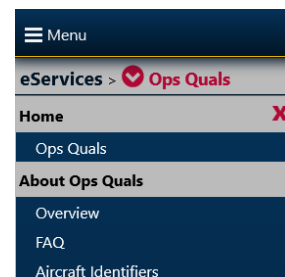 Menu
eServices > Ops Quals
Home X
Ops Quals
About Ops Quals
Overview
FAQ
Aircraft Identifiers